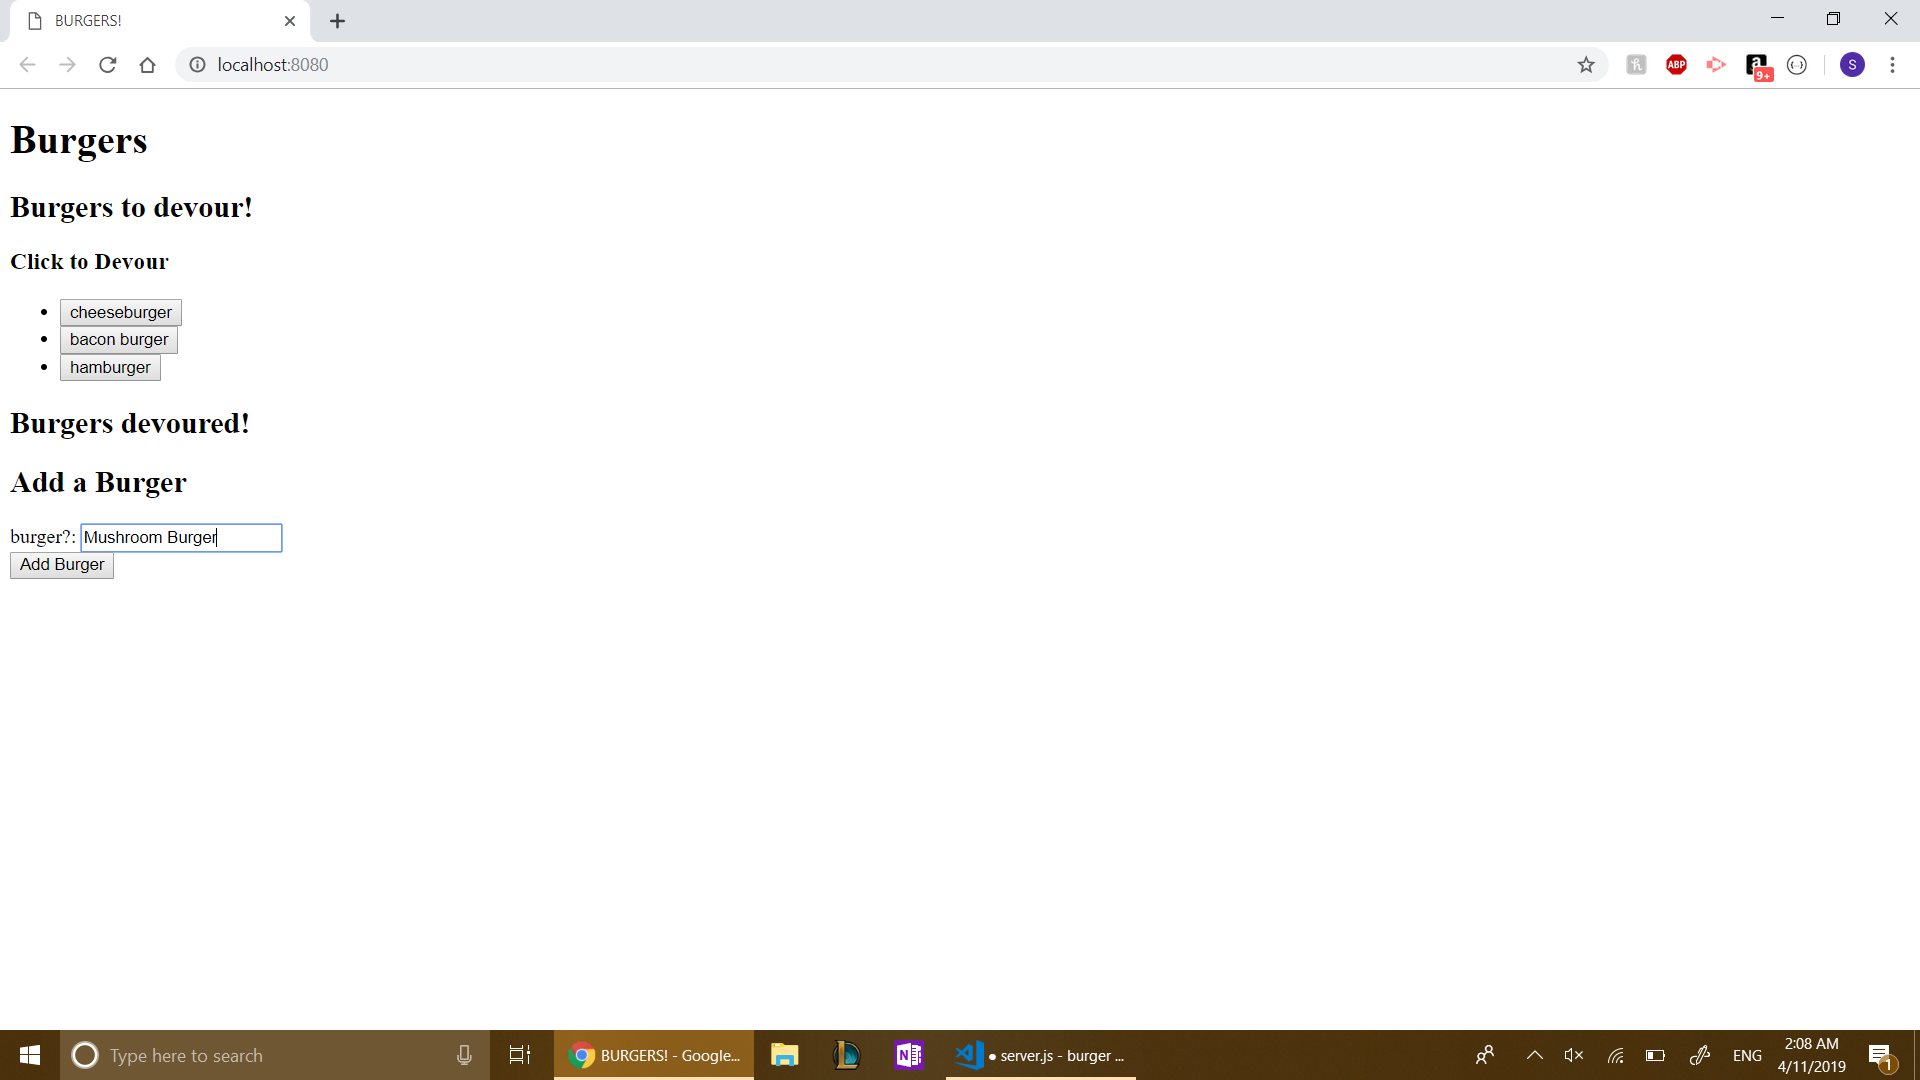 BURGERS!
localhost:8080
ABP
a
9+
S
Burgers
Burgers to devour!
Click to Devour
cheeseburger
bacon burger
hamburger
Burgers devoured!
Add a Burger
burger?: Mushroom Burger
Add Burger
Type here to search
BURGERS! - Google...
N
● server.js - burger ...
ENG
2:08 AM
4/11/2019
1